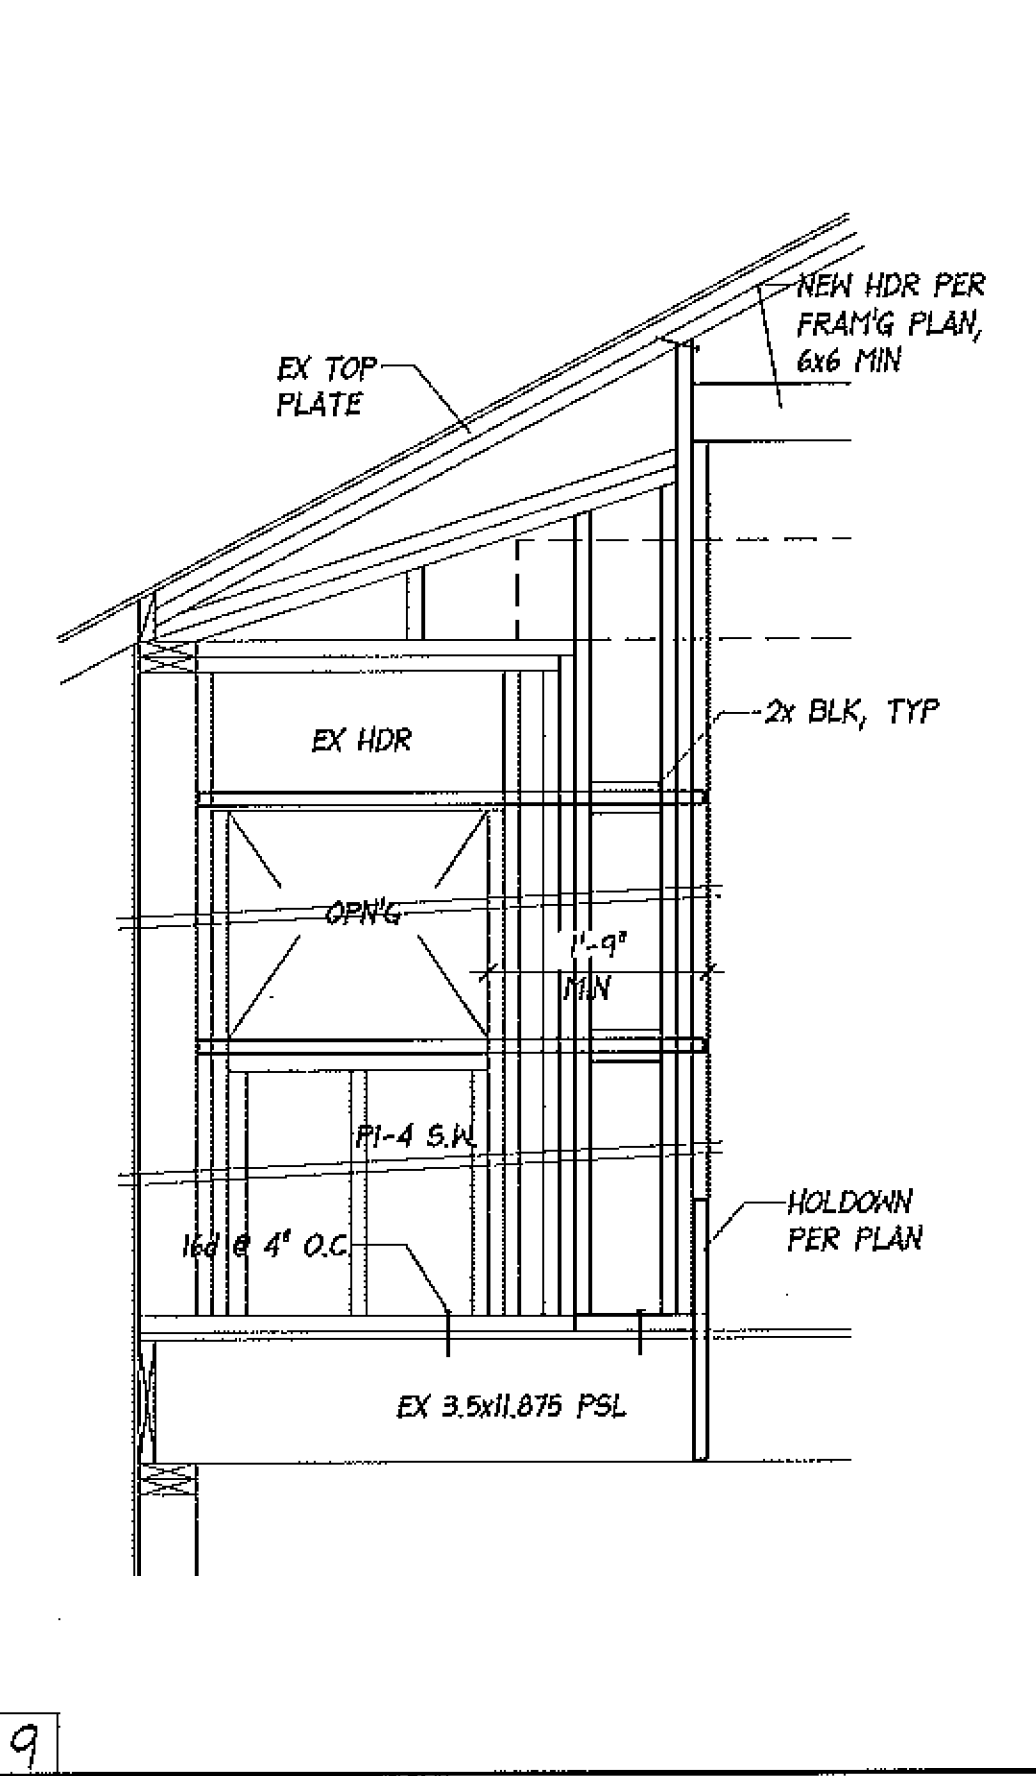 NEW HDR PER
FRAM'G PLAN,
6x6 MIN
EX TOP
PLATE
2x BLK, TYP
EX HDR
OPN'G
1'-9"
MIN
P1-4 S.W.
HOLDOWN
PER PLAN
16d @ 4" O.C.
EX 3.5x11.875 PSL
9